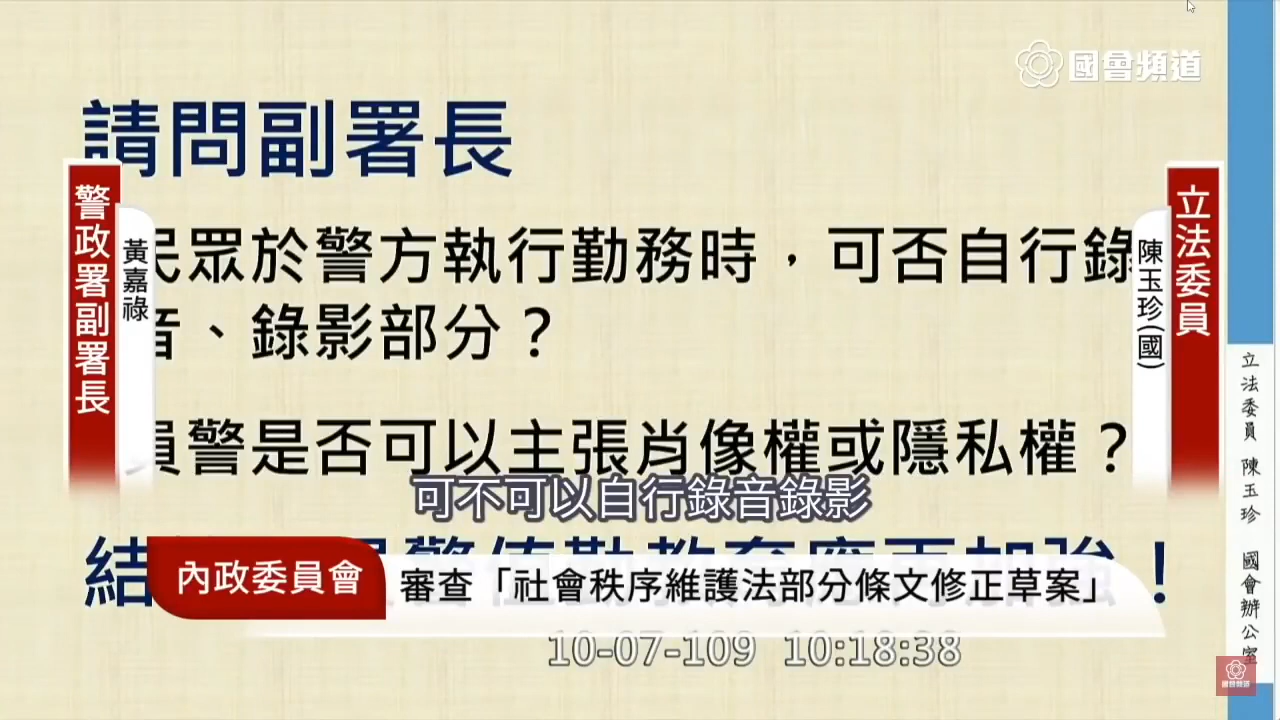 國會頻道
請問副署長
民眾於警方執行勤務時，可否自行錄
音、錄影部分？
員警是否可以主張肖像權或隱私權？
警政署副署長
黃嘉祿
立法委員
陳玉珍(國)
可不可以自行錄音錄影
內政委員會
審查「社會秩序維護法部分條文修正草案」
10-07-109 10:18:38
立法委員 陳玉珍 國會辦公室
國會頻道